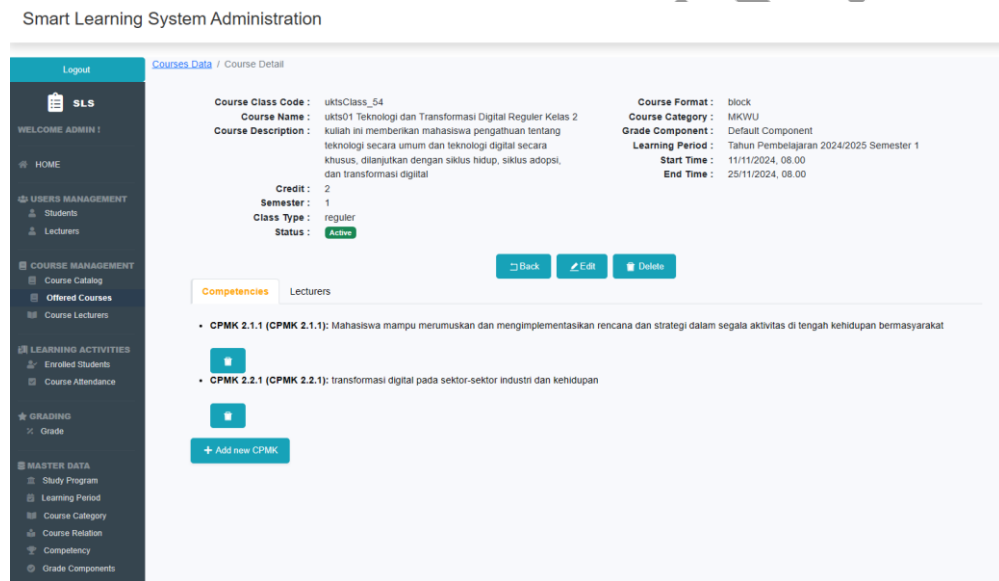 Smart Learning System Administration
Logout
SLS
WELCOME ADMIN !
HOME
USERS MANAGEMENT
Students
Lecturers
COURSE MANAGEMENT
Course Catalog
Offered Courses
Course Lecturers
LEARNING ACTIVITIES
Enrolled Students
Course Attendance
GRADING
Grade
MASTER DATA
Study Program
Learning Period
Course Category
Course Relation
Competency
Grade Components
Courses Data / Course Detail
Course Class Code : uktsClass_54
Course Name : ukts01 Teknologi dan Transformasi Digital Reguler Kelas 2
Course Description : kuliah ini memberikan mahasiswa pengathuan tentang
teknologi secara umum dan teknologi digital secara
khusus, dilanjutkan dengan siklus hidup, siklus adopsi,
dan transformasi digiital
Credit : 2
Semester : 1
Class Type : reguler
Status : Active
Course Format : block
Course Category : MKWU
Grade Component : Default Component
Learning Period : Tahun Pembelajaran 2024/2025 Semester 1
Start Time : 11/11/2024, 08.00
End Time : 25/11/2024, 08.00
Back Edit Delete
Competencies Lecturers
• CPMK 2.1.1 (CPMK 2.1.1): Mahasiswa mampu merumuskan dan mengimplementasikan rencana dan strategi dalam segala aktivitas di tengah kehidupan bermasyarakat
• CPMK 2.2.1 (CPMK 2.2.1): transformasi digital pada sektor-sektor industri dan kehidupan
+ Add new CPMK